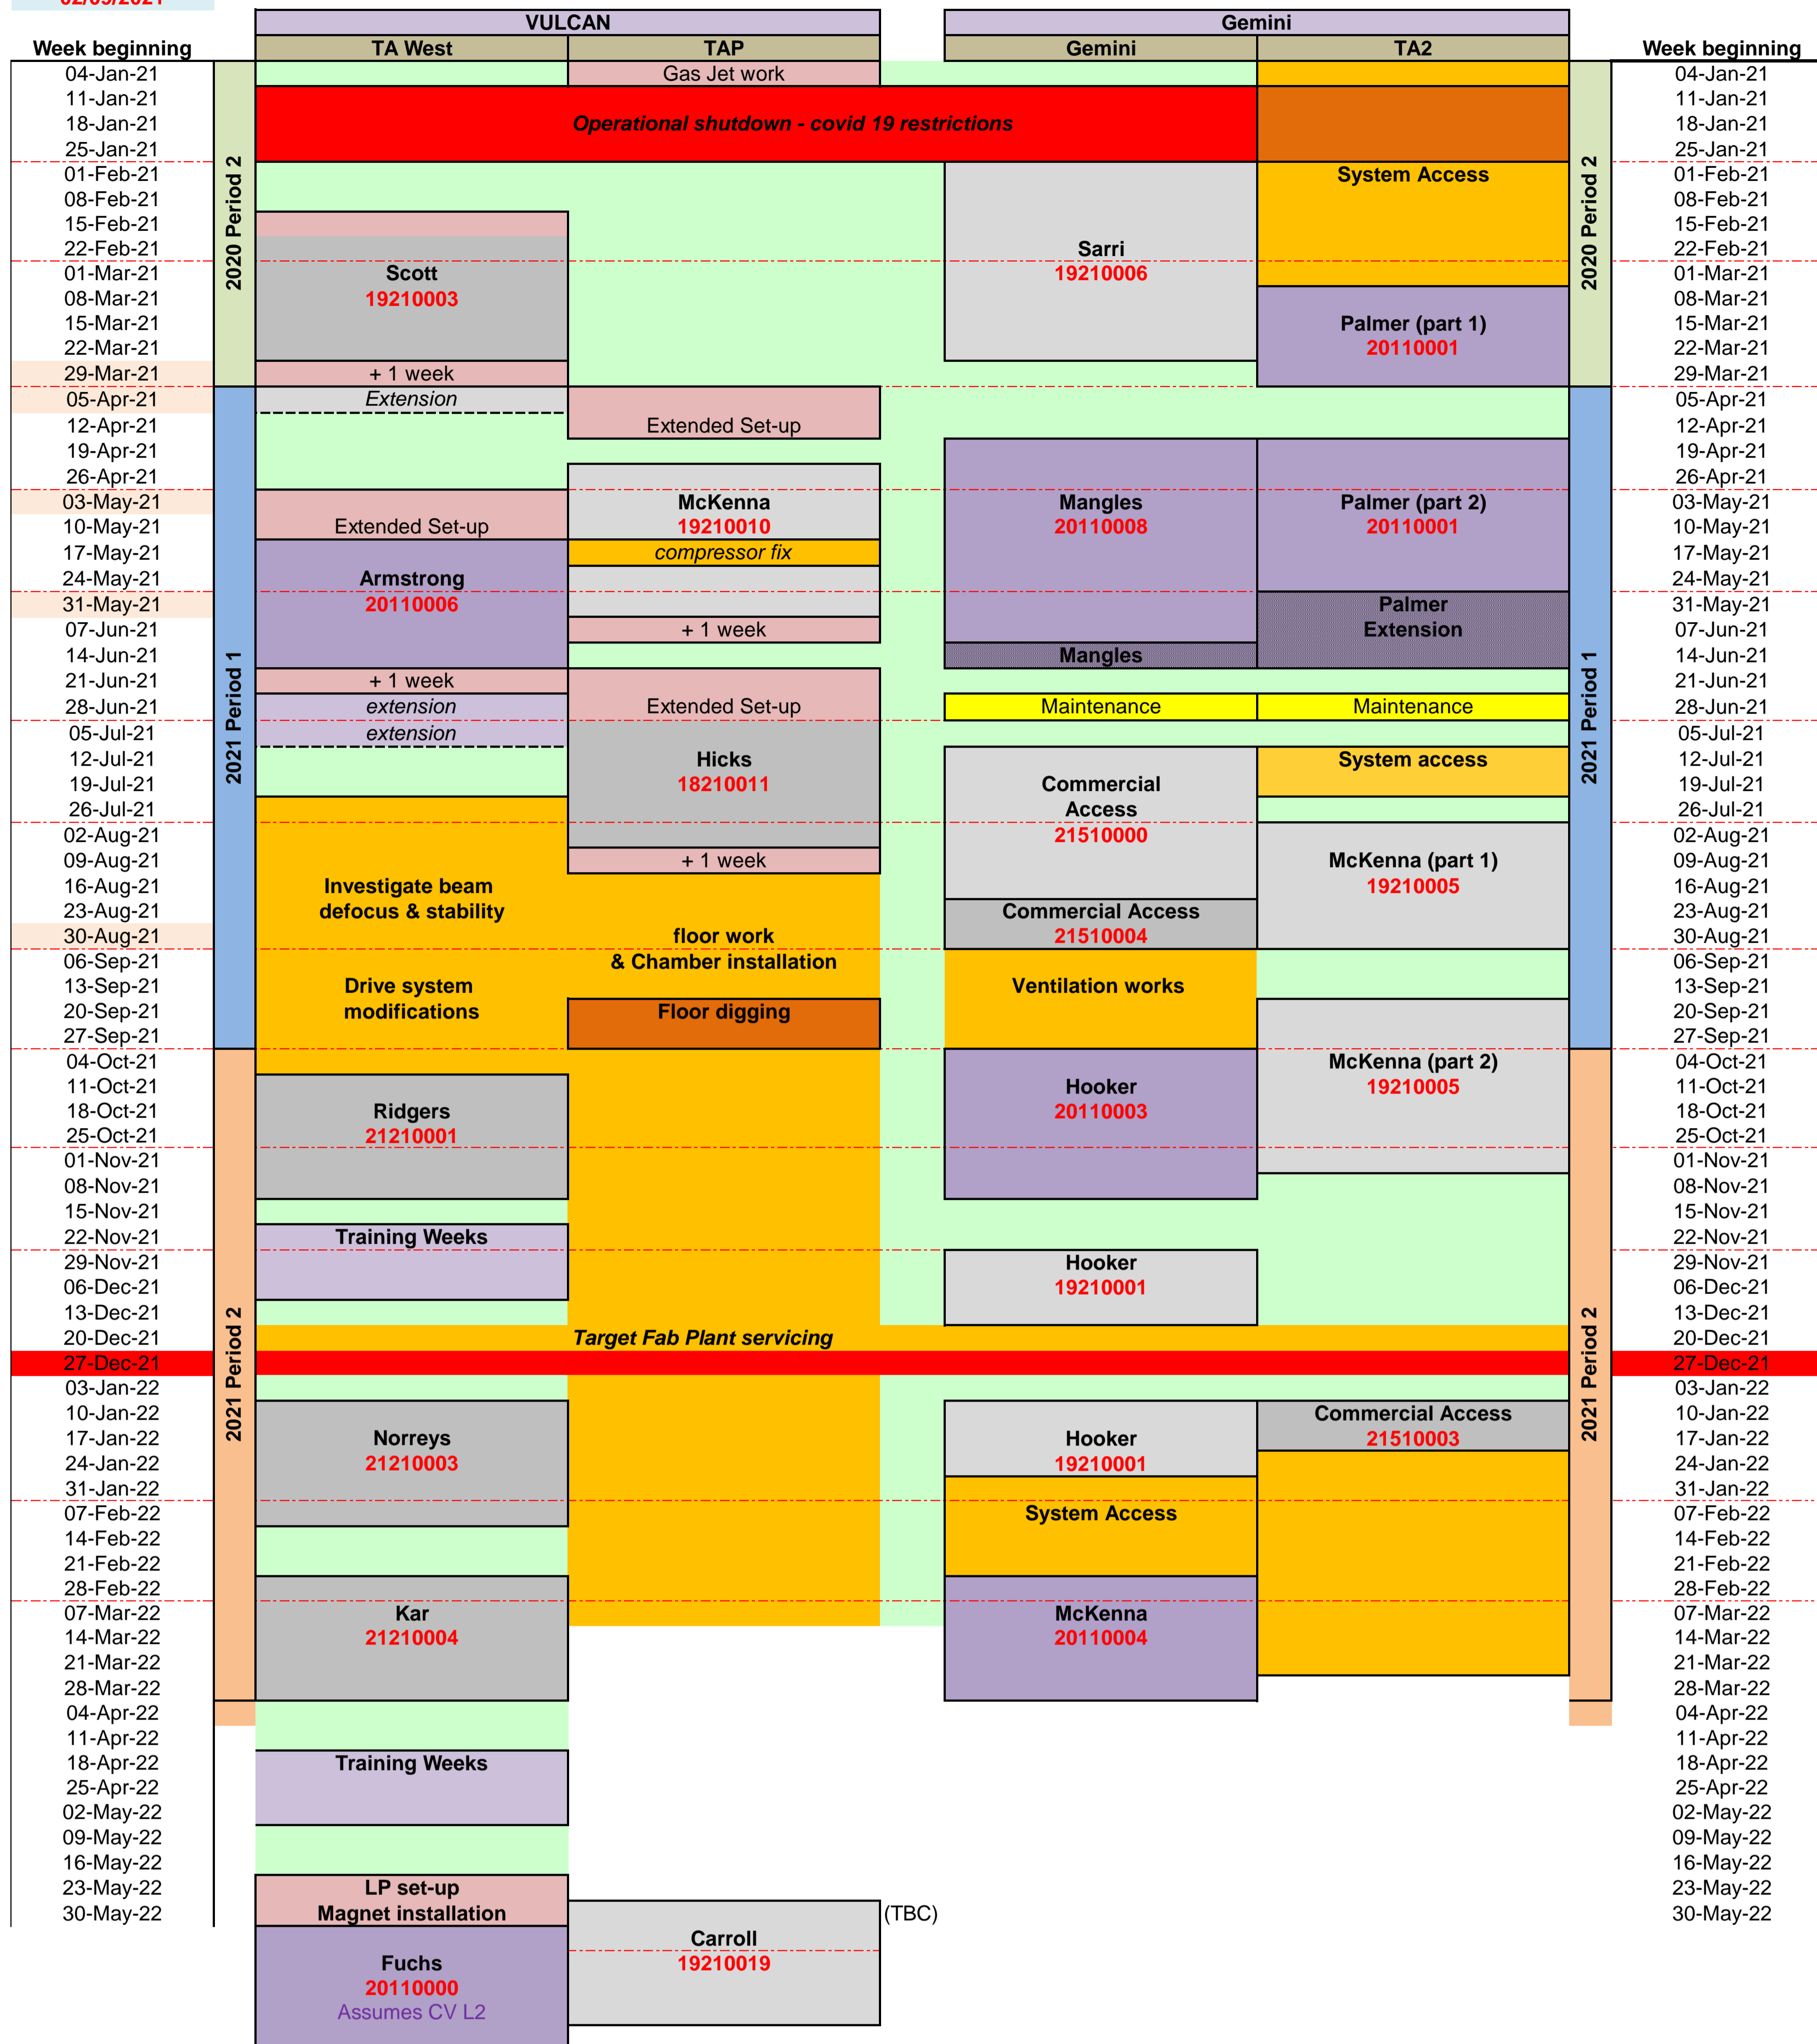 02/09/2021
VULCAN Gemini
Week beginning TA West TAP Gemini TA2 Week beginning
04-Jan-21 Gas Jet work 04-Jan-21
11-Jan-21 11-Jan-21
18-Jan-21 Operational shutdown - covid 19 restrictions 18-Jan-21
25-Jan-21 25-Jan-21
2020 Period 2 2020 Period 2
01-Feb-21 System Access 01-Feb-21
08-Feb-21 08-Feb-21
15-Feb-21 15-Feb-21
22-Feb-21 Sarri 22-Feb-21
01-Mar-21 Scott 19210006 01-Mar-21
08-Mar-21 19210003 08-Mar-21
15-Mar-21 Palmer (part 1) 15-Mar-21
22-Mar-21 20110001 22-Mar-21
29-Mar-21 + 1 week 29-Mar-21
05-Apr-21 Extension 05-Apr-21
12-Apr-21 Extended Set-up 12-Apr-21
19-Apr-21 19-Apr-21
26-Apr-21 26-Apr-21
03-May-21 McKenna Mangles Palmer (part 2) 03-May-21
10-May-21 Extended Set-up 19210010 20110008 20110001 10-May-21
17-May-21 compressor fix 17-May-21
24-May-21 Armstrong 24-May-21
31-May-21 20110006 Palmer 31-May-21
07-Jun-21 + 1 week Extension 07-Jun-21
14-Jun-21 Mangles 14-Jun-21
2021 Period 1 2021 Period 1
21-Jun-21 + 1 week 21-Jun-21
28-Jun-21 extension Extended Set-up Maintenance Maintenance 28-Jun-21
05-Jul-21 extension 05-Jul-21
12-Jul-21 Hicks System access 12-Jul-21
19-Jul-21 18210011 Commercial 19-Jul-21
26-Jul-21 Access 26-Jul-21
02-Aug-21 21510000 02-Aug-21
09-Aug-21 + 1 week McKenna (part 1) 09-Aug-21
16-Aug-21 Investigate beam 19210005 16-Aug-21
23-Aug-21 defocus & stability Commercial Access 23-Aug-21
30-Aug-21 floor work 21510004 30-Aug-21
06-Sep-21 & Chamber installation 06-Sep-21
13-Sep-21 Drive system Ventilation works 13-Sep-21
20-Sep-21 modifications Floor digging 20-Sep-21
27-Sep-21 27-Sep-21
04-Oct-21 McKenna (part 2) 04-Oct-21
11-Oct-21 Hooker 19210005 11-Oct-21
18-Oct-21 Ridgers 20110003 18-Oct-21
25-Oct-21 21210001 25-Oct-21
01-Nov-21 01-Nov-21
08-Nov-21 08-Nov-21
15-Nov-21 15-Nov-21
22-Nov-21 Training Weeks 22-Nov-21
29-Nov-21 Hooker 29-Nov-21
06-Dec-21 19210001 06-Dec-21
13-Dec-21 13-Dec-21
20-Dec-21 Target Fab Plant servicing 20-Dec-21
2021 Period 2 2021 Period 2
27-Dec-21 27-Dec-21
03-Jan-22 03-Jan-22
10-Jan-22 Commercial Access 10-Jan-22
17-Jan-22 Norreys Hooker 21510003 17-Jan-22
24-Jan-22 21210003 19210001 24-Jan-22
31-Jan-22 31-Jan-22
07-Feb-22 System Access 07-Feb-22
14-Feb-22 14-Feb-22
21-Feb-22 21-Feb-22
28-Feb-22 28-Feb-22
07-Mar-22 Kar McKenna 07-Mar-22
14-Mar-22 21210004 20110004 14-Mar-22
21-Mar-22 21-Mar-22
28-Mar-22 28-Mar-22
04-Apr-22 04-Apr-22
11-Apr-22 11-Apr-22
18-Apr-22 Training Weeks 18-Apr-22
25-Apr-22 25-Apr-22
02-May-22 02-May-22
09-May-22 09-May-22
16-May-22 16-May-22
23-May-22 LP set-up 23-May-22
30-May-22 Magnet installation (TBC) 30-May-22
Carroll
Fuchs 19210019
20110000
Assumes CV L2